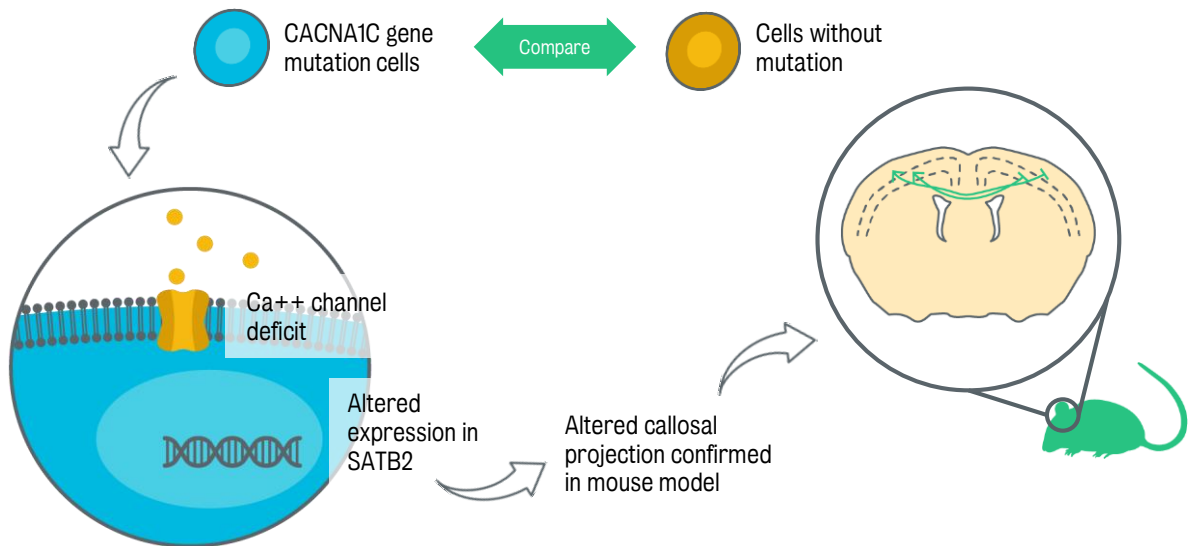 CACNA1C gene
mutation cells
Compare
Cells without
mutation
Ca++ channel
deficit
Altered
expression in
SATB2
Altered callosal
projection confirmed
in mouse model